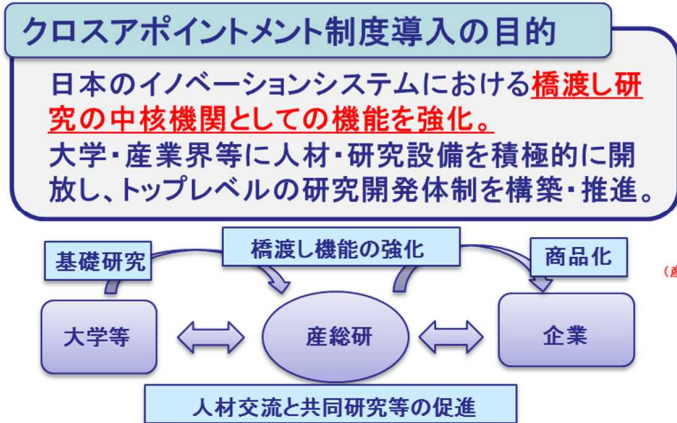 クロスアポイントメント制度導入の目的
日本のイノベーションシステムにおける橋渡し研
究の中核機関としての機能を強化。
大学・産業界等に人材・研究設備を積極的に開
放し、トップレベルの研究開発体制を構築・推進。
基礎研究
橋渡し機能の強化
商品化
（産
大学等
産総研
企業
人材交流と共同研究等の促進